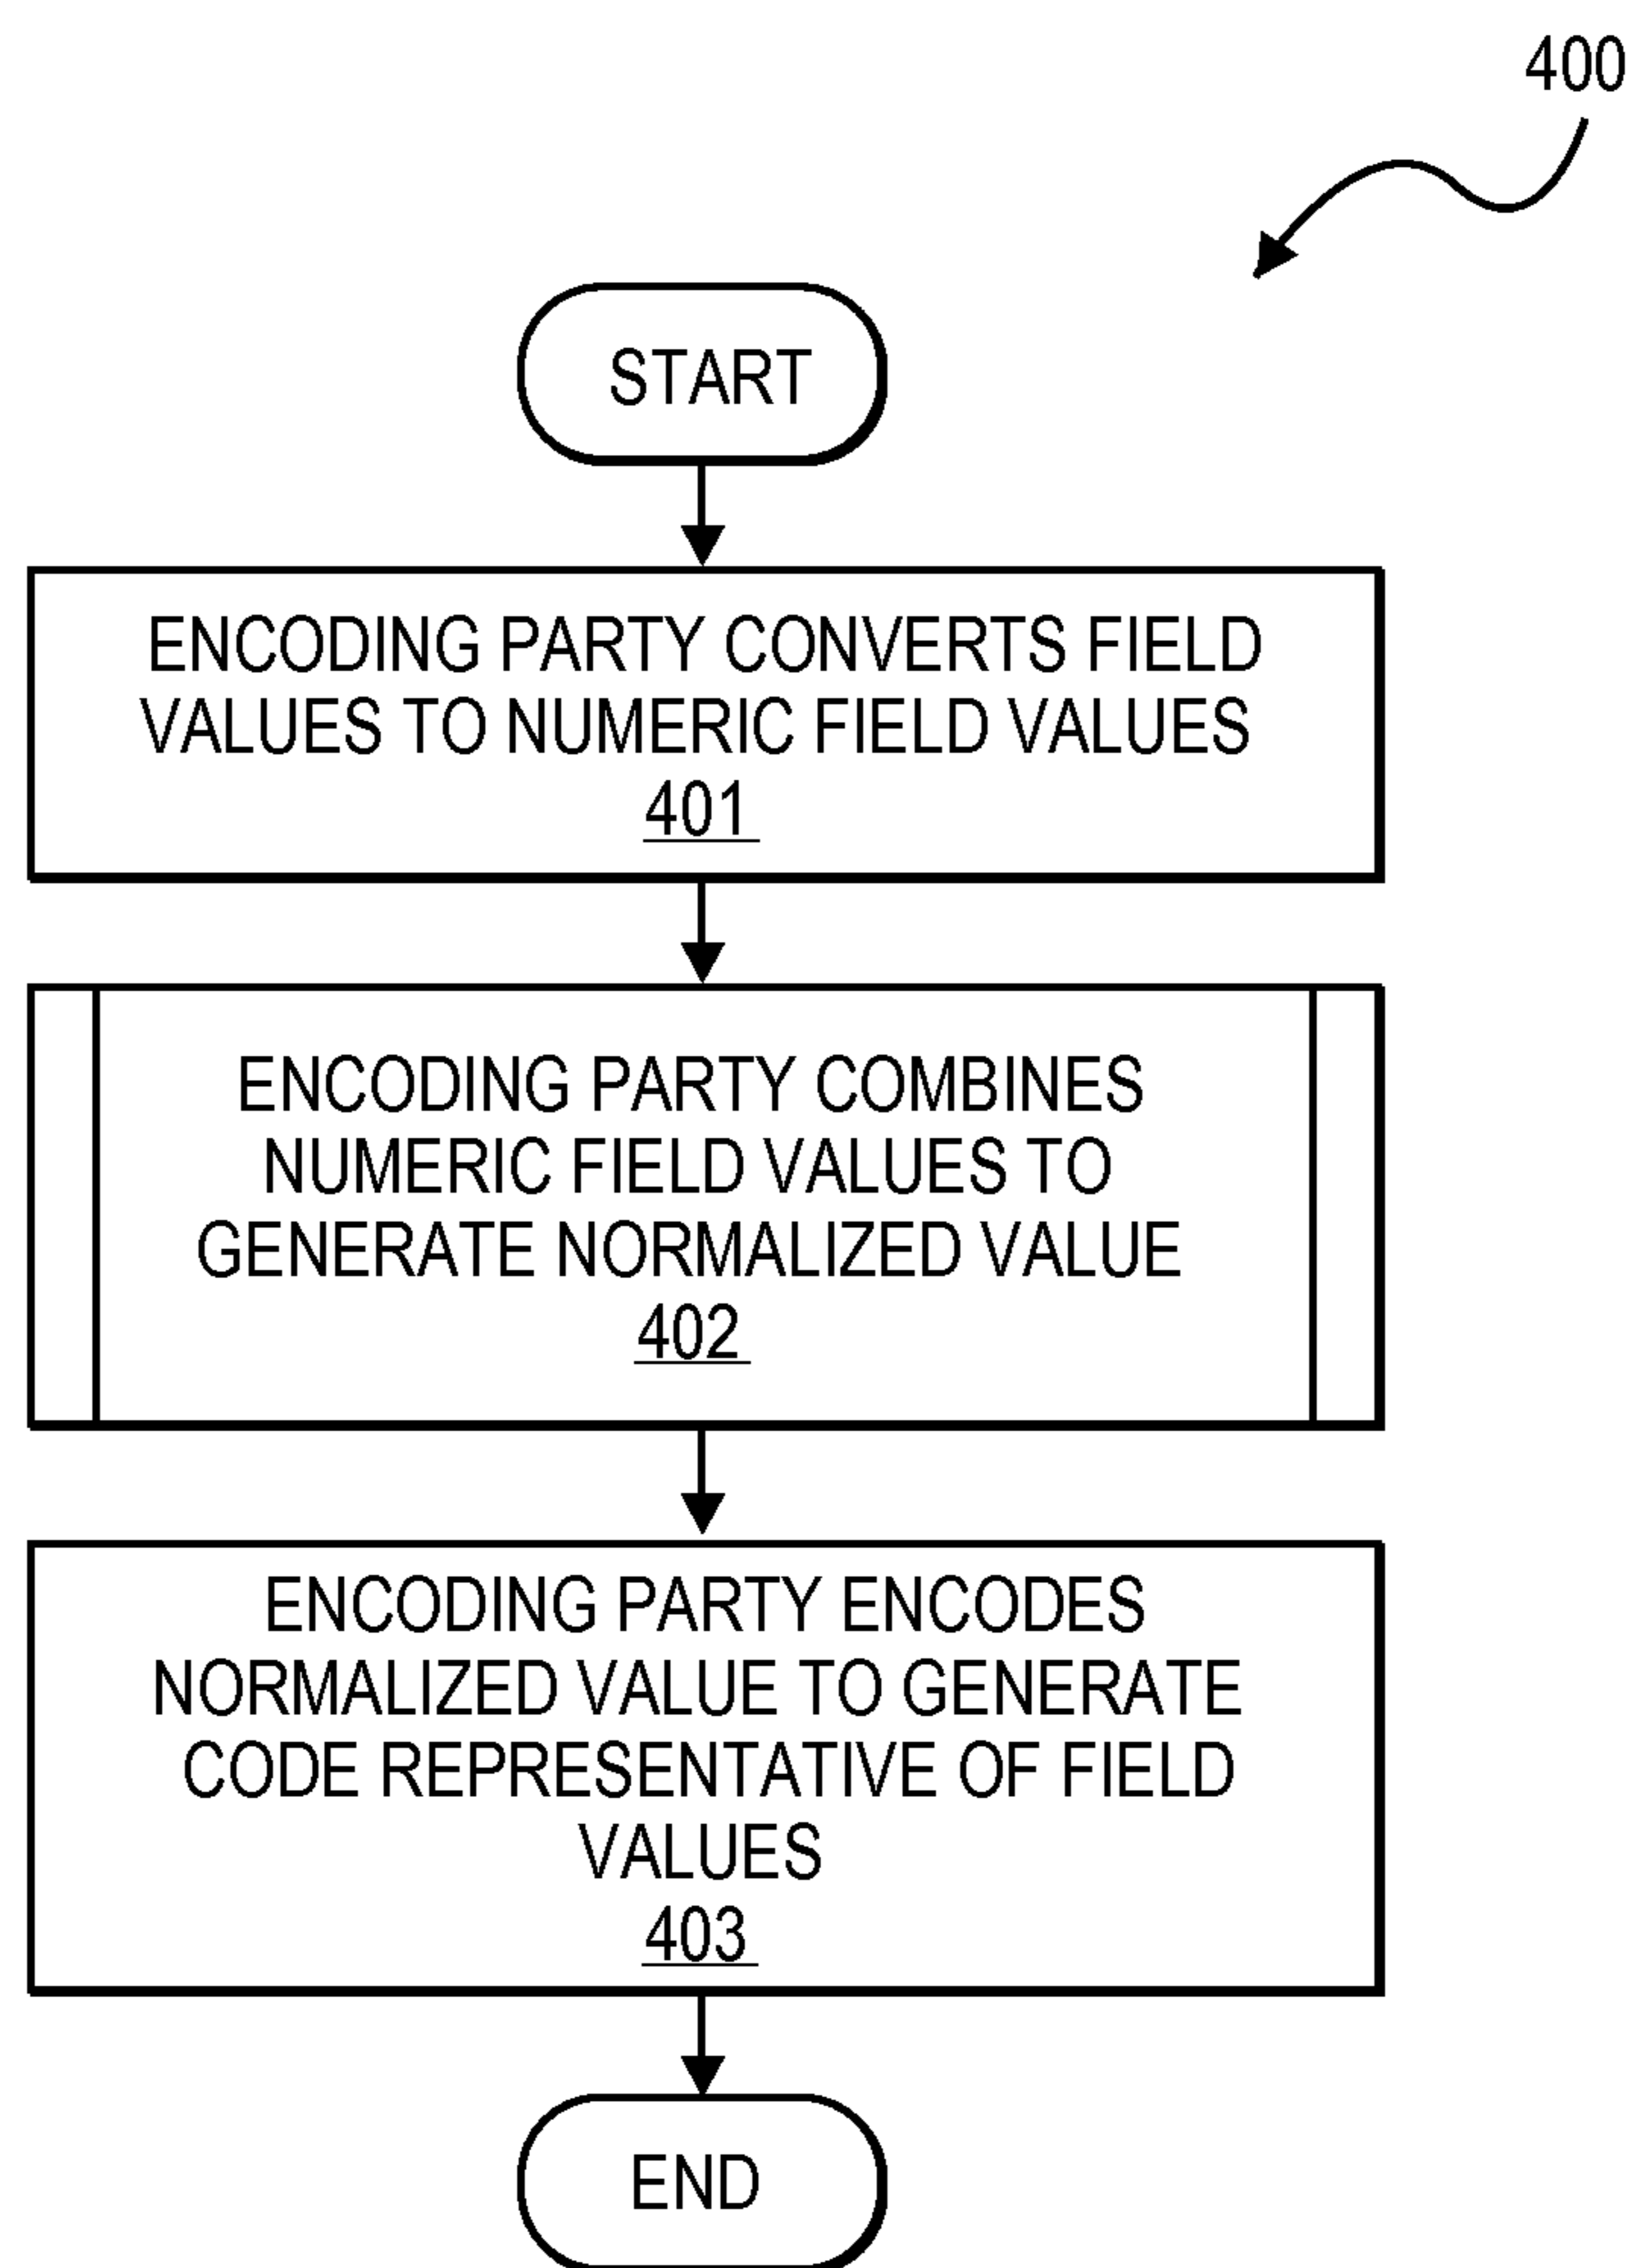 400
START
ENCODING PARTY CONVERTS FIELD
VALUES TO NUMERIC FIELD VALUES
401
ENCODING PARTY COMBINES
NUMERIC FIELD VALUES TO
GENERATE NORMALIZED VALUE
402
ENCODING PARTY ENCODES
NORMALIZED VALUE TO GENERATE
CODE REPRESENTATIVE OF FIELD
VALUES
403
END